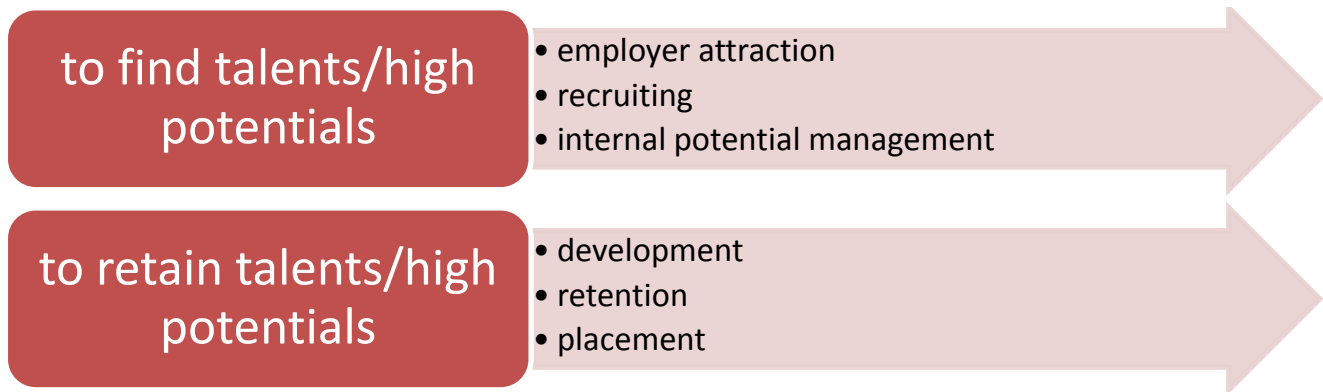 to find talents/high
potentials
• employer attraction
• recruiting
• internal potential management
to retain talents/high
potentials
• development
• retention
• placement